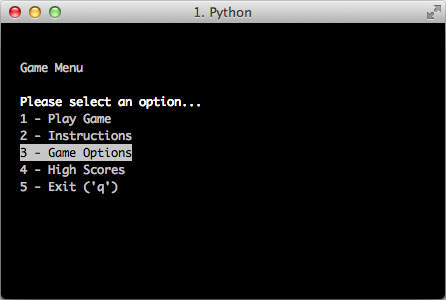 1. Python
Game Menu
Please select an option...
1 - Play Game
2 - Instructions
3 - Game Options
4 - High Scores
5 - Exit ('q')